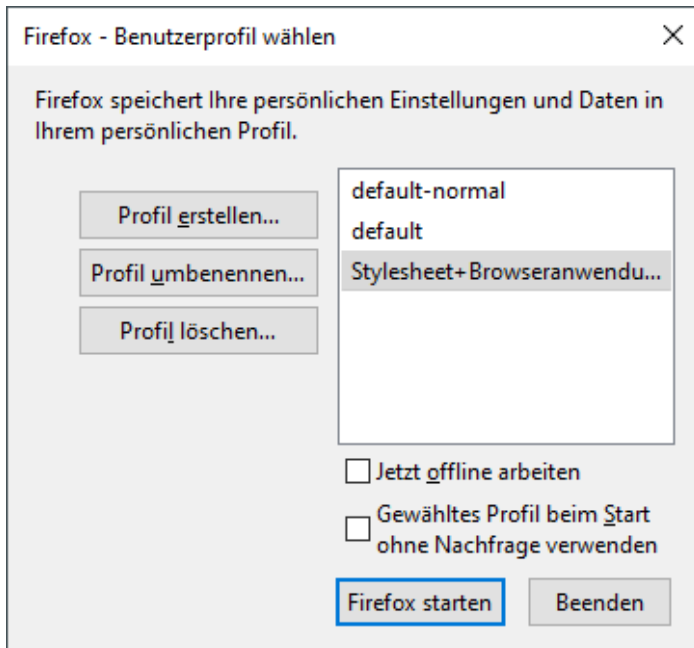 Firefox - Benutzerprofil wählen
Firefox speichert Ihre persönlichen Einstellungen und Daten in
Ihrem persönlichen Profil.
Profil erstellen...
Profil umbenennen...
Profil löschen...
default-normal
default
Stylesheet+Browseranwendu...
Jetzt offline arbeiten
Gewähltes Profil beim Start
ohne Nachfrage verwenden
Firefox starten
Beenden